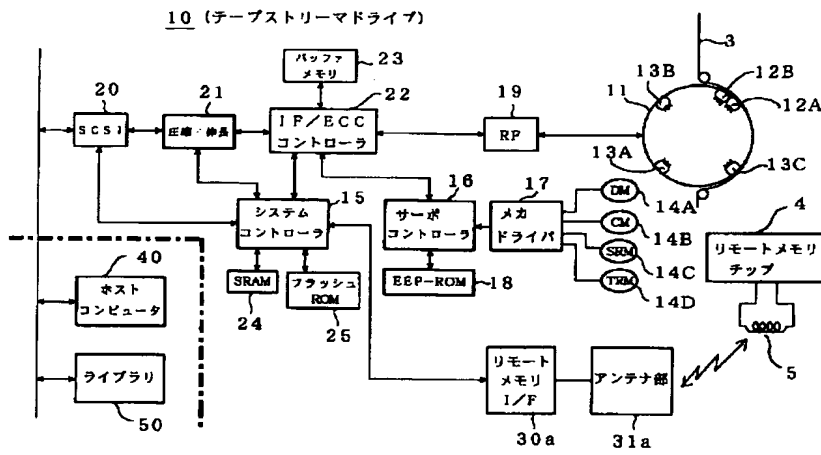 10 (テープストリーマドライブ)
3
23
バッファ
メモリ
20
21
22
19
11
13B
12B
12A
SCSI
圧縮/伸長
IF/ECC
コントローラ
RF
13A
13C
15
16
17
システム
コントローラ
サーボ
コントローラ
メカ
ドライバ
DM
14A
CM
14B
SRM
14C
TRM
14D
4
リモートメモリ
チップ
40
ホスト
コンピュータ
SRAM
24
フラッシュ
ROM
25
EEP-ROM
18
5
ライブラリ
50
リモート
メモリ
I/F
30a
アンテナ部
31a